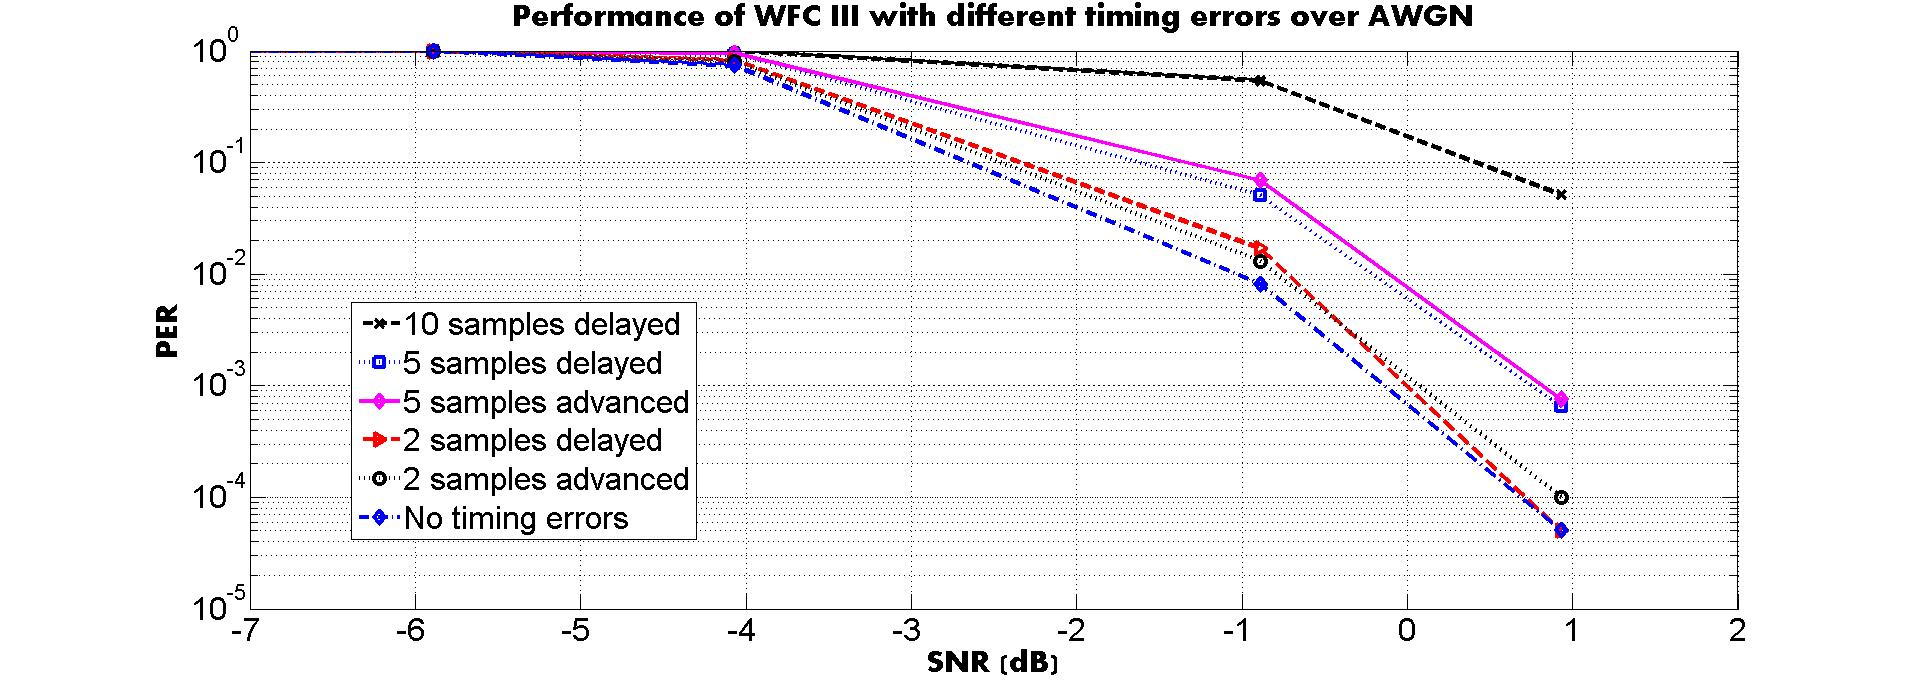 Performance of WFC III with different timing errors over AWGN
10^0
10^-1
10^-2
10^-3
10^-4
10^-5
PER
10 samples delayed
5 samples delayed
5 samples advanced
2 samples delayed
2 samples advanced
No timing errors
-7 -6 -5 -4 -3 -2 -1 0 1 2
SNR (dB)